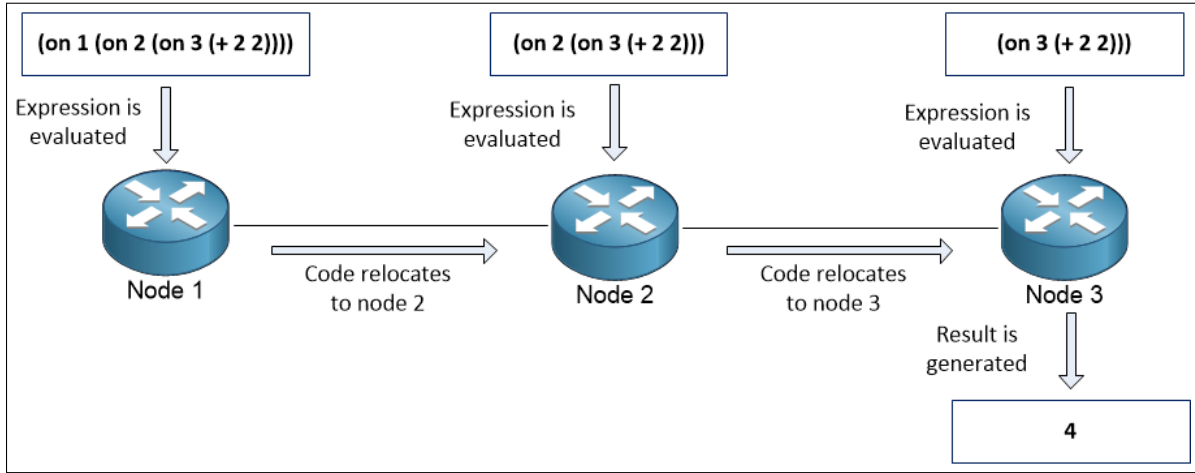 (on 1 (on 2 (on 3 (+ 2 2))))
(on 2 (on 3 (+ 2 2)))
(on 3 (+ 2 2)))
Expression is
evaluated
Expression is
evaluated
Expression is
evaluated
Node 1
Code relocates
to node 2
Node 2
Code relocates
to node 3
Node 3
Result is
generated
4